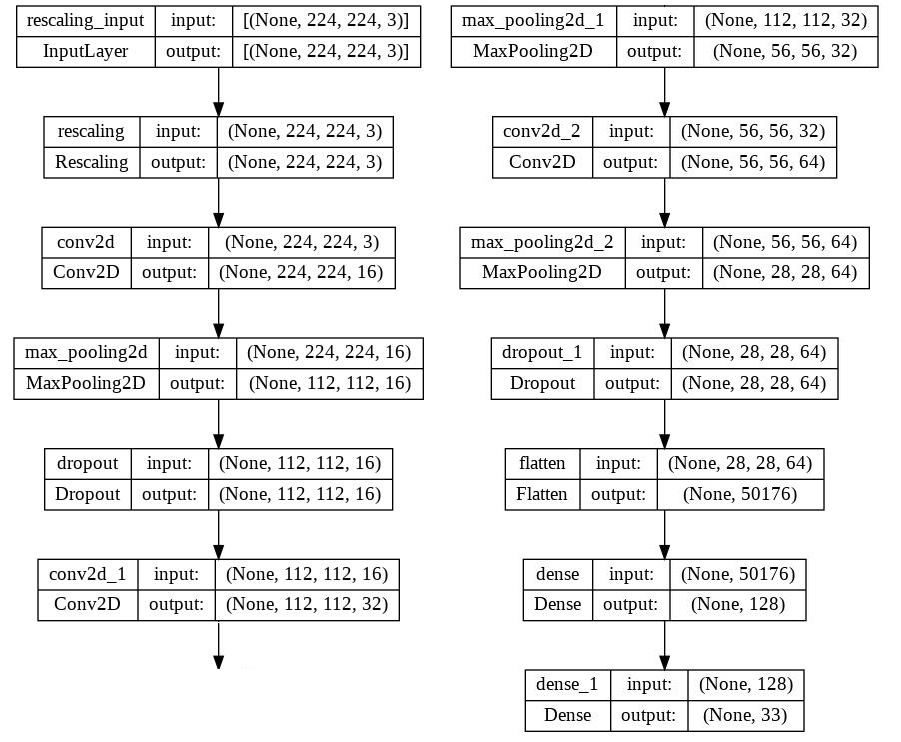 rescaling_input input: [(None, 224, 224, 3)]
InputLayer output: [(None, 224, 224, 3)]
rescaling input: (None, 224, 224, 3)
Rescaling output: (None, 224, 224, 3)
conv2d input: (None, 224, 224, 3)
Conv2D output: (None, 224, 224, 16)
max_pooling2d input: (None, 224, 224, 16)
MaxPooling2D output: (None, 112, 112, 16)
dropout input: (None, 112, 112, 16)
Dropout output: (None, 112, 112, 16)
conv2d_1 input: (None, 112, 112, 16)
Conv2D output: (None, 112, 112, 32)
max_pooling2d_1 input: (None, 112, 112, 32)
MaxPooling2D output: (None, 56, 56, 32)
conv2d_2 input: (None, 56, 56, 32)
Conv2D output: (None, 56, 56, 64)
max_pooling2d_2 input: (None, 56, 56, 64)
MaxPooling2D output: (None, 28, 28, 64)
dropout_1 input: (None, 28, 28, 64)
Dropout output: (None, 28, 28, 64)
flatten input: (None, 28, 28, 64)
Flatten output: (None, 50176)
dense input: (None, 50176)
Dense output: (None, 128)
dense_1 input: (None, 128)
Dense output: (None, 33)